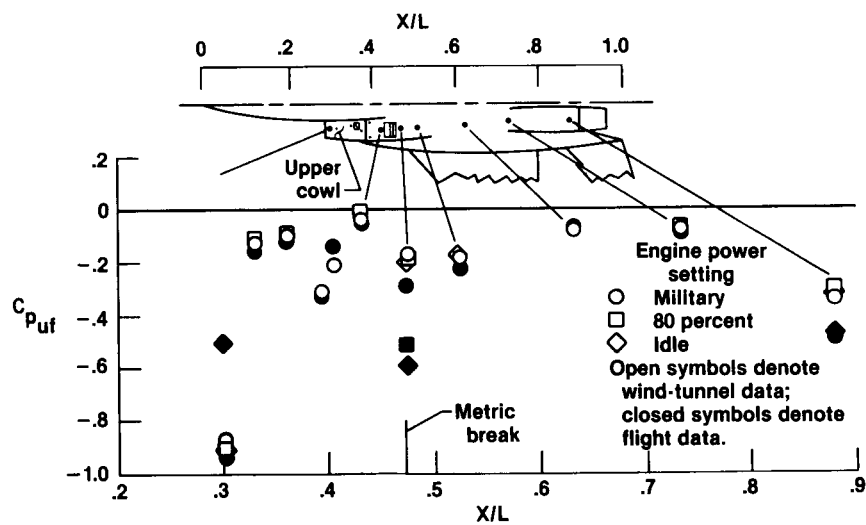 X/L
0 .2 .4 .6 .8 1.0
Upper
cowl
.2
0
-.2
-.4
-.6
-.8
-1.0
C p uf
Engine power
setting
Military
80 percent
Idle
Open symbols denote
wind-tunnel data;
closed symbols denote
flight data.
Metric
break
.2 .3 .4 .5 .6 .7 .8 .9
X/L